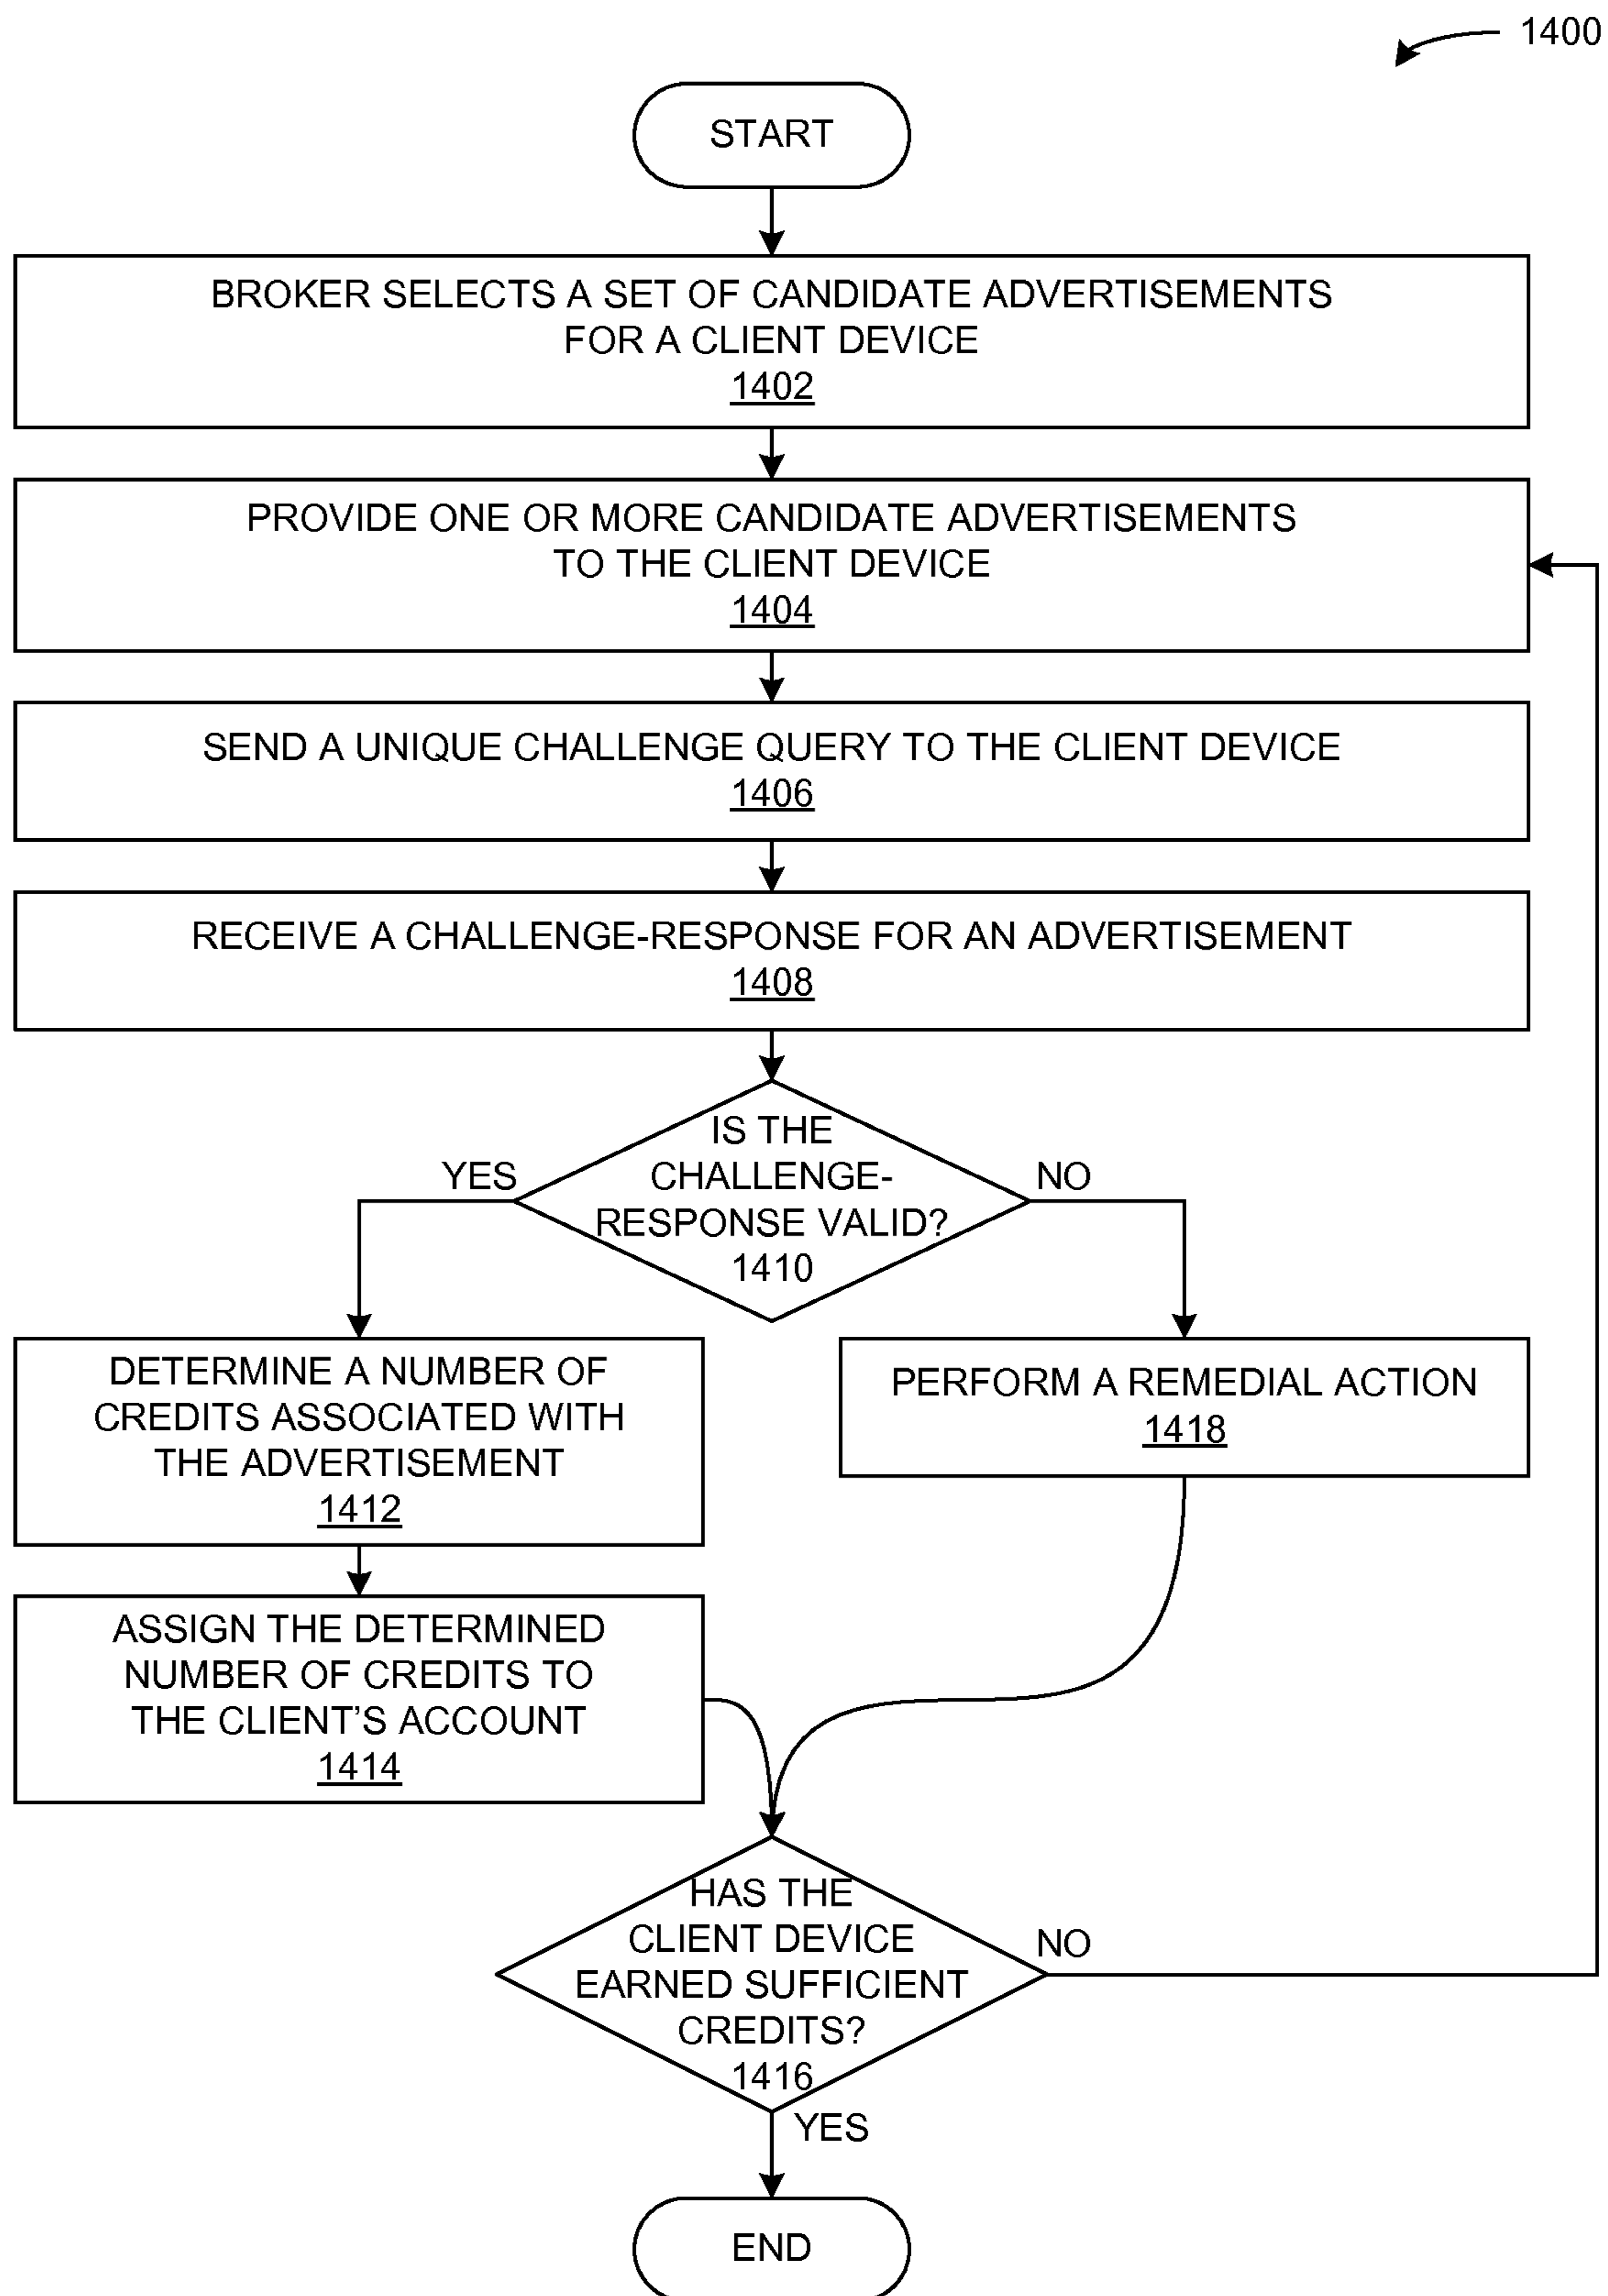 1400
START
BROKER SELECTS A SET OF CANDIDATE ADVERTISEMENTS
FOR A CLIENT DEVICE
1402
PROVIDE ONE OR MORE CANDIDATE ADVERTISEMENTS
TO THE CLIENT DEVICE
1404
SEND A UNIQUE CHALLENGE QUERY TO THE CLIENT DEVICE
1406
RECEIVE A CHALLENGE-RESPONSE FOR AN ADVERTISEMENT
1408
IS THE
CHALLENGE-
RESPONSE VALID?
1410
YES
NO
DETERMINE A NUMBER OF
CREDITS ASSOCIATED WITH
THE ADVERTISEMENT
1412
PERFORM A REMEDIAL ACTION
1418
ASSIGN THE DETERMINED
NUMBER OF CREDITS TO
THE CLIENT’S ACCOUNT
1414
HAS THE
CLIENT DEVICE
EARNED SUFFICIENT
CREDITS?
1416
NO
YES
END